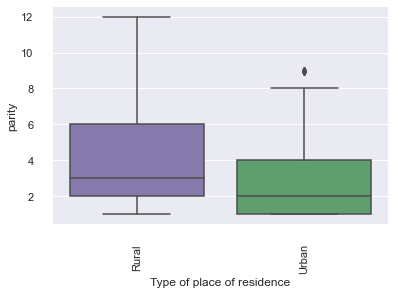 12
10
8
6
4
2
parity
Rural
Urban
Type of place of residence